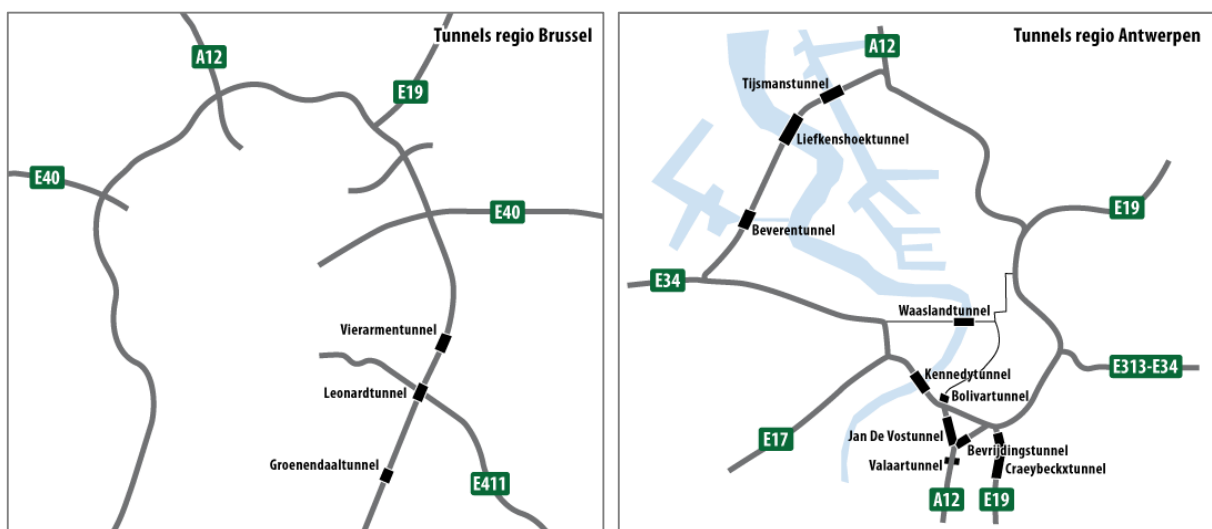 Tunnels regio Brussel
A12
E19
E40
E40
Vierarmentunnel
Leonardtunnel
Groenendaaltunnel
E411
Tunnels regio Antwerpen
A12
Tijsmanstunnel
Liefkenshoektunnel
E19
Beverentunnel
E34
Waaslandtunnel
E313-E34
Kennedytunnel
Bolivartunnel
E17
Jan De Vostunnel
Bevrijdingstunnel
Valaartunnel
Craeybeckxtunnel
A12
E19